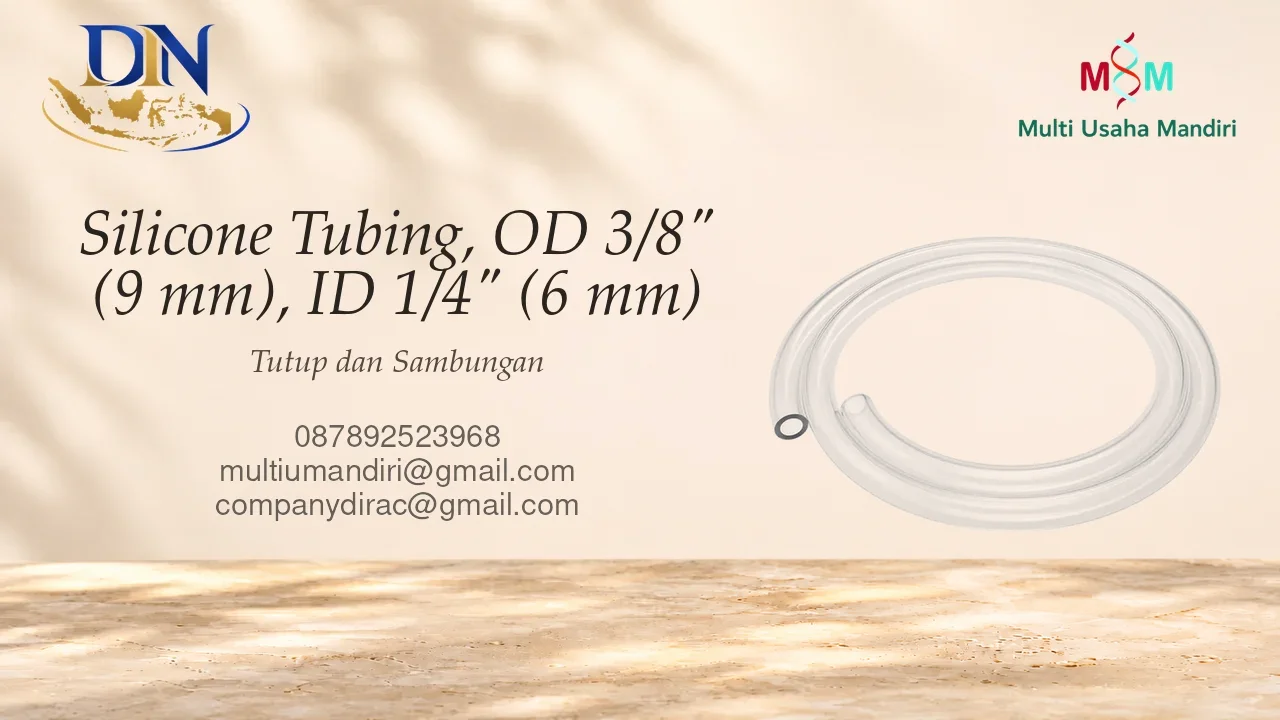 DN
M M
Multi Usaha Mandiri
Silicone Tubing, OD 3/8"
(9 mm), ID 1/4" (6 mm)
Tutup dan Sambungan
087892523968
multiumandiri@gmail.com
companydirac@gmail.com